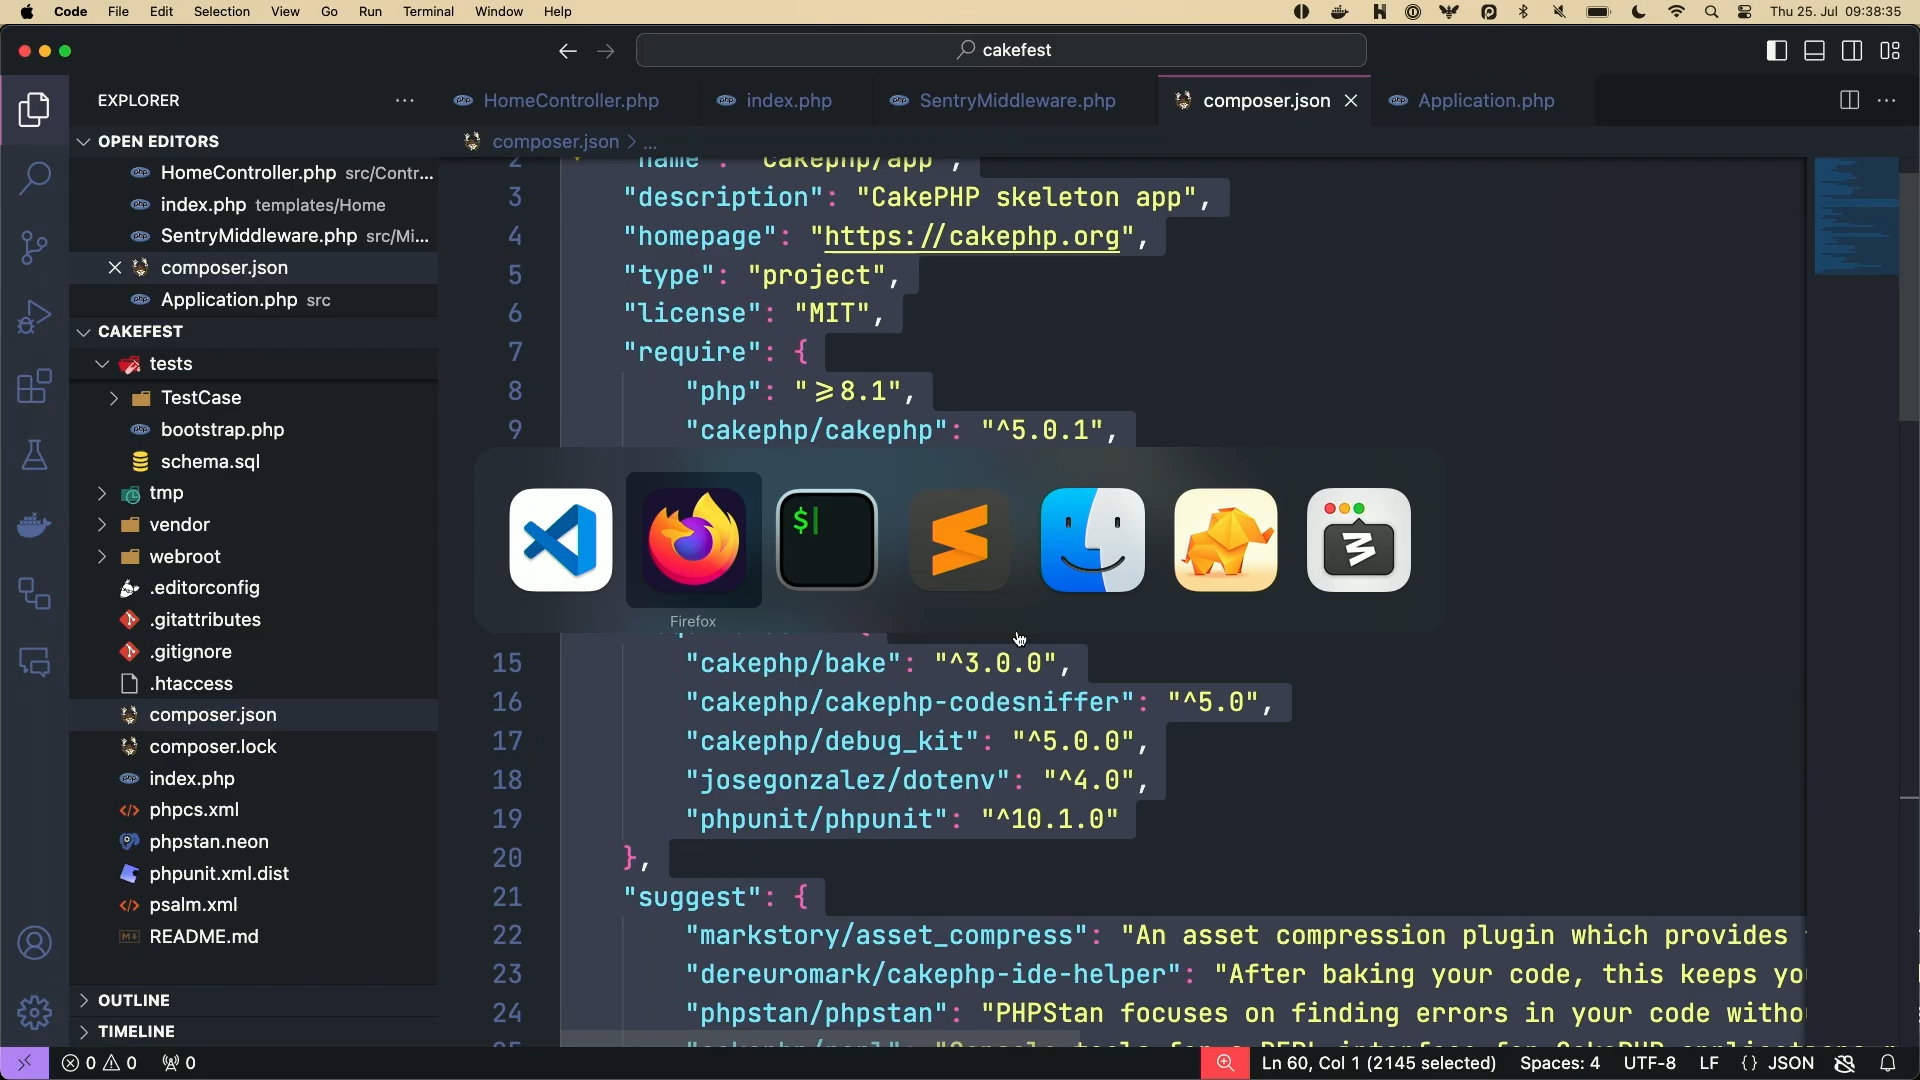 Code File Edit Selection View Go Run Terminal Window Help
Thu 25. Jul 09:38:35
cakefest
EXPLORER
HomeController.php
index.php
SentryMiddleware.php
composer.json
Application.php
OPEN EDITORS
HomeController.php src/Contr...
index.php templates/Home
SentryMiddleware.php src/Mi...
composer.json
Application.php src
CAKEFEST
tests
TestCase
bootstrap.php
schema.sql
tmp
vendor
webroot
.editorconfig
.gitattributes
.gitignore
.htaccess
composer.json
composer.lock
index.php
phpcs.xml
phpstan.neon
phpunit.xml.dist
psalm.xml
README.md
OUTLINE
TIMELINE
composer.json > ...
2 "name": "cakephp/app",
3 "description": "CakePHP skeleton app",
4 "homepage": "https://cakephp.org",
5 "type": "project",
6 "license": "MIT",
7 "require": {
8 "php": ">=8.1",
9 "cakephp/cakephp": "^5.0.1",
$
Firefox
15 "cakephp/bake": "^3.0.0",
16 "cakephp/cakephp-codesniffer": "^5.0",
17 "cakephp/debug_kit": "^5.0.0",
18 "josegonzalez/dotenv": "^4.0",
19 "phpunit/phpunit": "^10.1.0"
20 },
21 "suggest": {
22 "markstory/asset_compress": "An asset compression plugin which provides
23 "dereuromark/cakephp-ide-helper": "After baking your code, this keeps yo
24 "phpstan/phpstan": "PHPStan focuses on finding errors in your code witho
0 0 0
Ln 60, Col 1 (2145 selected) Spaces: 4 UTF-8 LF {} JSON